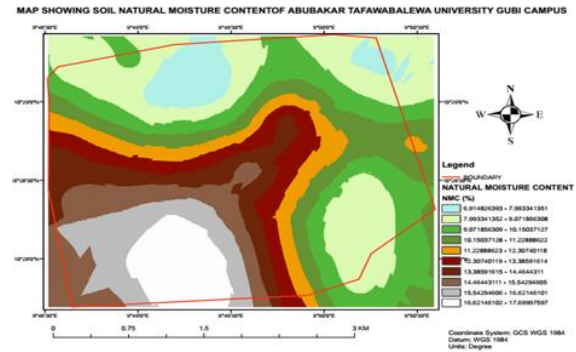 MAP SHOWING SOIL NATURAL MOISTURE CONTENTOF ABUBAKAR TAFAWABALEWA UNIVERSITY GUBI CAMPUS
N
W E
S
Legend
BOUNDARY
NATURAL MOISTURE CONTENT
NMC (%)
6.914826393 - 7.993341351
7.993341352 - 9.071856308
9.071856309 - 10.15037127
10.15037128 - 11.22888622
11.22888623 - 12.30740118
12.30740119 - 13.38591614
13.38591615 - 14.4644311
14.46443111 - 15.54294605
15.54294606 - 16.62146101
16.62146102 - 17.69997597
0 0.75 1.5 3 KM
Coordinate System: GCS WGS 1984
Datum: WGS 1984
Units: Degree